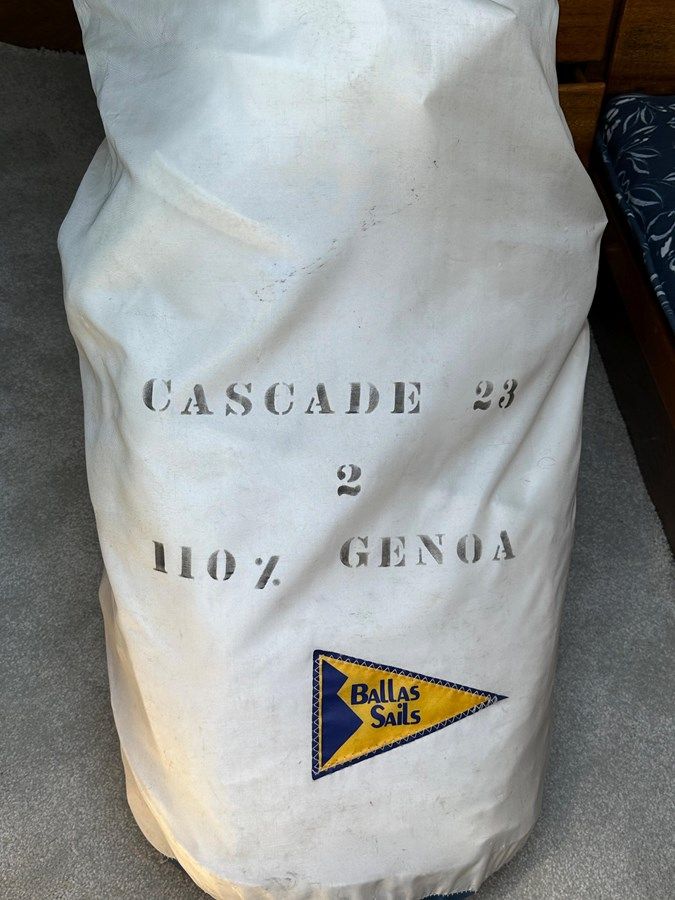 CASCADE 23
2
110% GENOA
Ballas
Sails